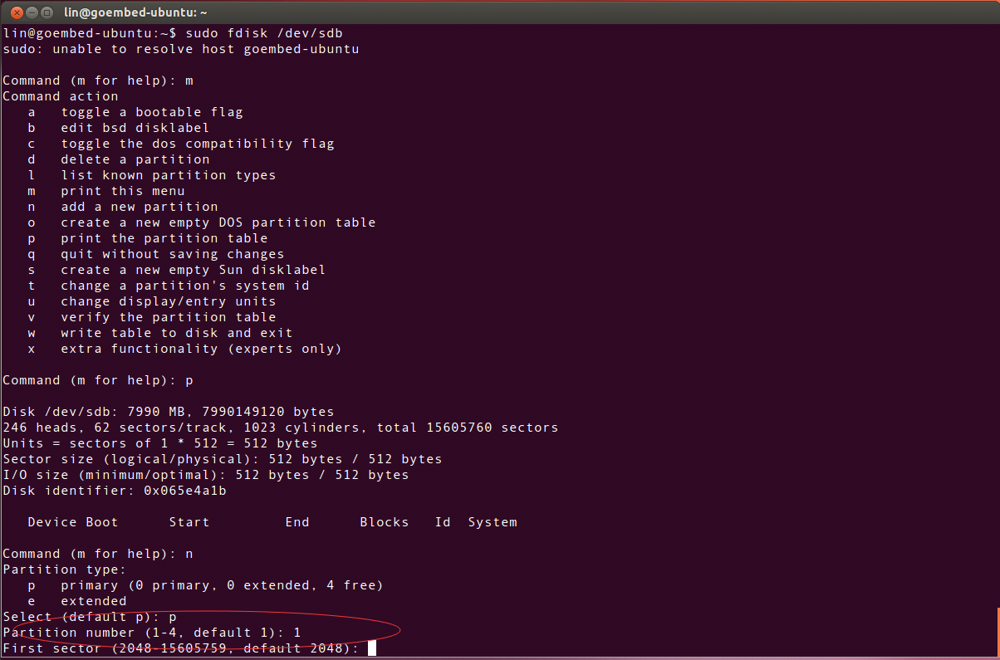 lin@goembed-ubuntu: ~
lin@goembed-ubuntu:~$ sudo fdisk /dev/sdb
sudo: unable to resolve host goembed-ubuntu
Command (m for help): m
Command action
a toggle a bootable flag
b edit bsd disklabel
c toggle the dos compatibility flag
d delete a partition
l list known partition types
m print this menu
n add a new partition
o create a new empty DOS partition table
p print the partition table
q quit without saving changes
s create a new empty Sun disklabel
t change a partition's system id
u change display/entry units
v verify the partition table
w write table to disk and exit
x extra functionality (experts only)
Command (m for help): p
Disk /dev/sdb: 7990 MB, 7990149120 bytes
246 heads, 62 sectors/track, 1023 cylinders, total 15605760 sectors
Units = sectors of 1 * 512 = 512 bytes
Sector size (logical/physical): 512 bytes / 512 bytes
I/O size (minimum/optimal): 512 bytes / 512 bytes
Disk identifier: 0x065e4a1b
Device Boot Start End Blocks Id System
Command (m for help): n
Partition type:
p primary (0 primary, 0 extended, 4 free)
e extended
Select (default p): p
Partition number (1-4, default 1): 1
First sector (2048-15605759, default 2048):